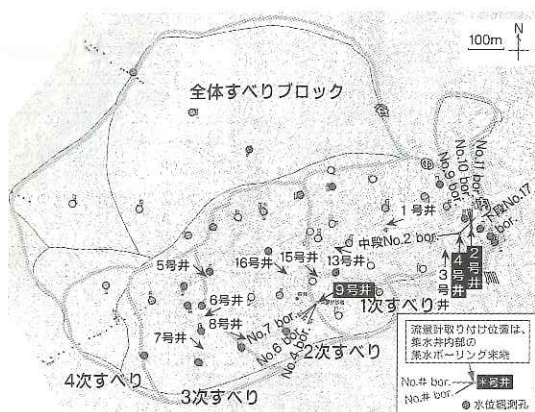 100m
N
全体すべりブロック
No.11 bor.
No.10 bor.
No.9 bor.
下段No.17 bor.
1号井
中段No.2 bor.
5号井
16号井
15号井
13号井
3号井
4号井
2号井
9号井
1次すべり
6号井
8号井
7号井
No.7 bor.
No.6 bor.
No.4 bor.
2次すべり
3次すべり
4次すべり
流量計取り付け位置は、
集水井内部の
集水ボーリング末端
No.# bor.
No.# bor.
*号井
水位観測孔